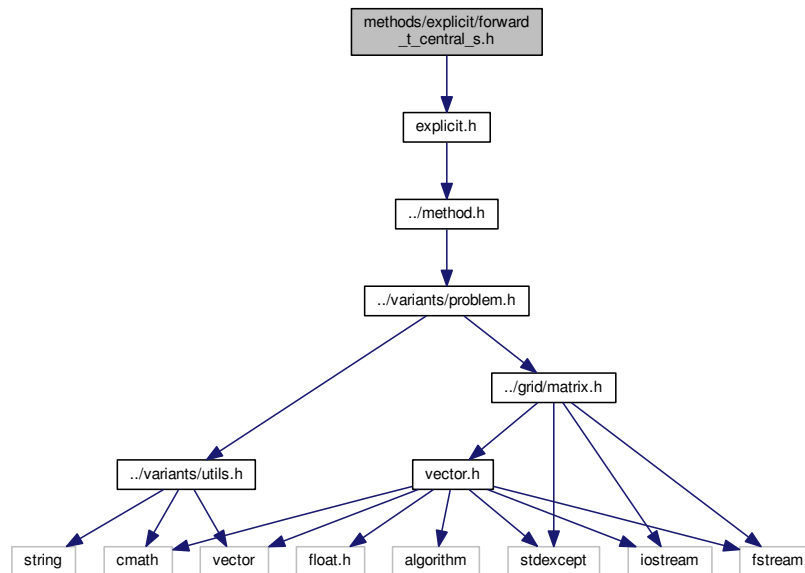 methods/explicit/forward
_t_central_s.h
explicit.h
../method.h
../variants/problem.h
../grid/matrix.h
../variants/utils.h
vector.h
string
cmath
vector
float.h
algorithm
stdexcept
iostream
fstream